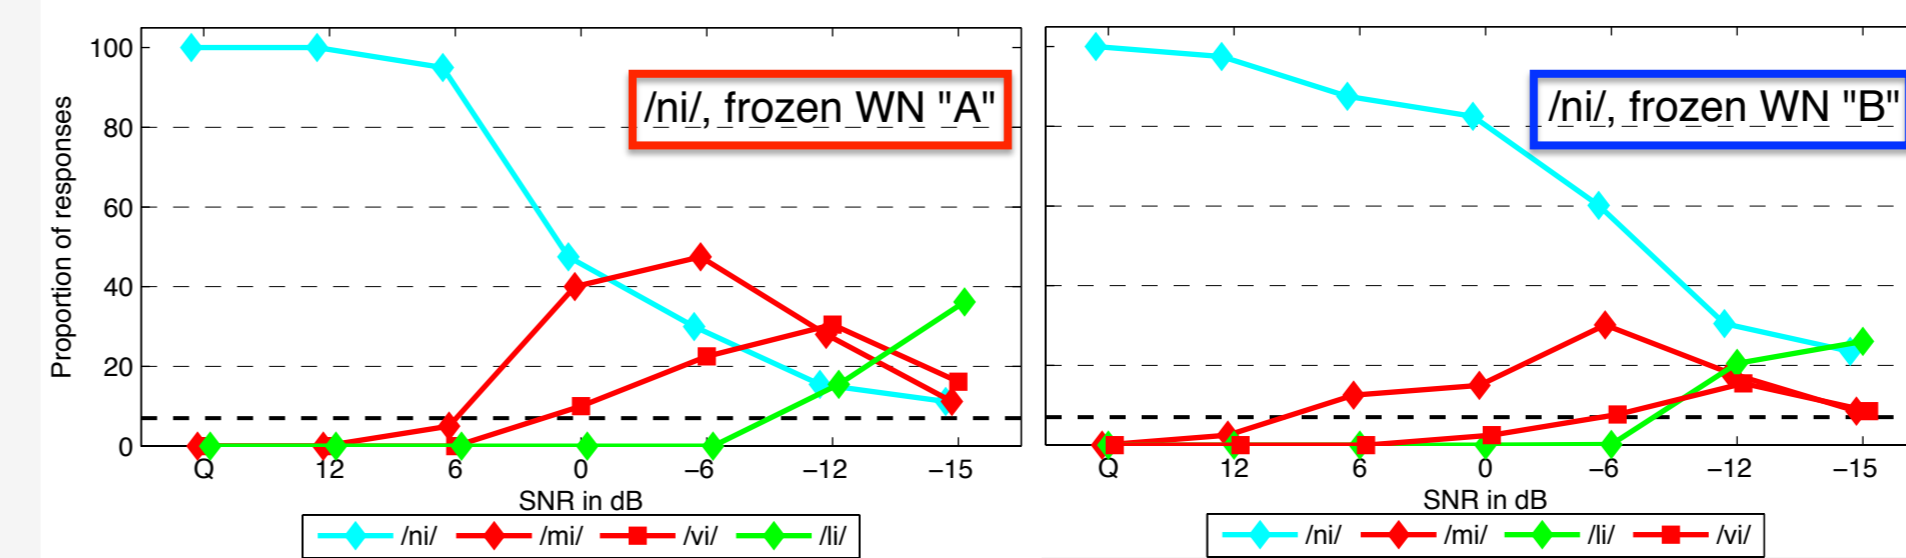 Proportion of responses
100
80
60
40
20
0
/ni/, frozen WN "A"
Q 12 6 0 −6 −12 −15
SNR in dB
/ni/ /mi/ /vi/ /li/
/ni/, frozen WN "B"
Q 12 6 0 −6 −12 −15
SNR in dB
/ni/ /mi/ /li/ /vi/